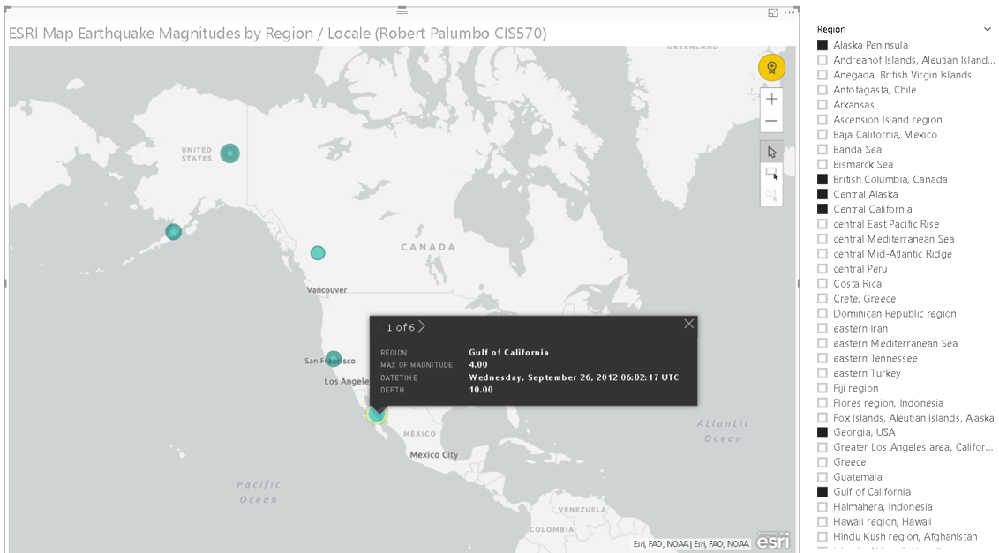 ESRI Map Earthquake Magnitudes by Region / Locale (Robert Palumbo CIS570)
GREENLAND
UNITED
STATES
CANADA
Vancouver
San Francisco
Los Angele
1 of 6
REGION Gulf of California
MAX OF MAGNITUDE 4.00
DATETIME Wednesday, September 26, 2012 06:02:17 UTC
DEPTH 10.00
MÉXICO
Mexico City
Atlantic
Ocean
Pacific
Ocean
VENEZUELA
COLOMBIA
Esri, FAO, NOAA | Esri, FAO, NOAA
POWERED BY
esri
Region
Alaska Peninsula
Andreanof Islands, Aleutian Island...
Anegada, British Virgin Islands
Antofagasta, Chile
Arkansas
Ascension Island region
Baja California, Mexico
Banda Sea
Bismarck Sea
British Columbia, Canada
Central Alaska
Central California
central East Pacific Rise
central Mediterranean Sea
central Mid-Atlantic Ridge
central Peru
Costa Rica
Crete, Greece
Dominican Republic region
eastern Iran
eastern Mediterranean Sea
eastern Tennessee
eastern Turkey
Fiji region
Flores region, Indonesia
Fox Islands, Aleutian Islands, Alaska
Georgia, USA
Greater Los Angeles area, Califor...
Greece
Guatemala
Gulf of California
Halmahera, Indonesia
Hawaii region, Hawaii
Hindu Kush region, Afghanistan